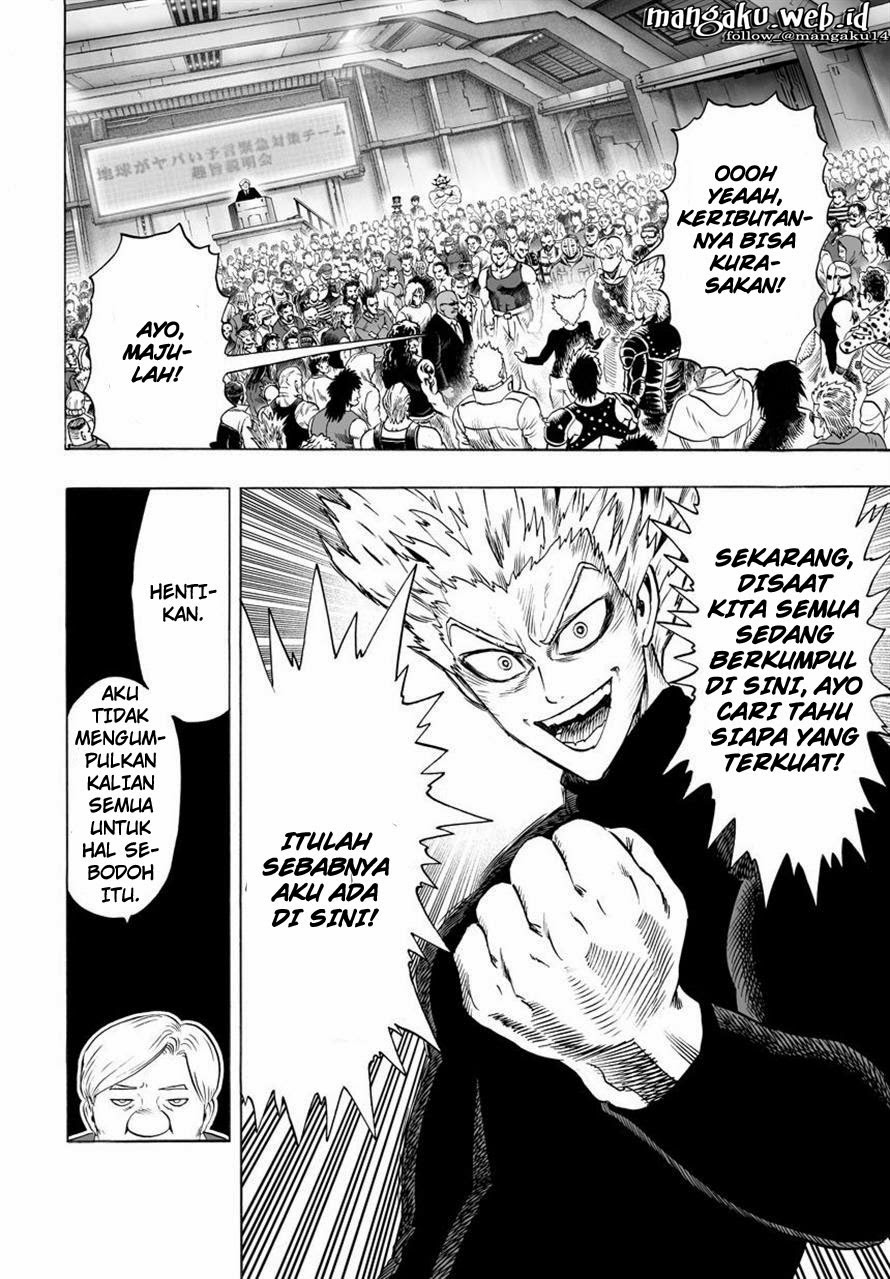 mangaku.web.id
follow_@mangaku14
地球がヤバい予言緊急対策チーム
趣旨説明会
OOOH
YEAAH,
KERIBUTAN-
NYA BISA
KURA-
SAKAN!
AYO,
MAJU-
LAH!
SEKARANG,
DISAAT
KITA SEMUA
SEDANG
BERKUMPUL
DI SINI, AYO
CARI TAHU
SIAPA YANG
TERKUAT!
ITULAH
SEBABNYA
AKU ADA
DI SINI!
HENTI-
KAN.
AKU
TIDAK
MENGUM-
PULKAN
KALIAN
SEMUA
UNTUK
HAL SE-
BODOH
ITU.